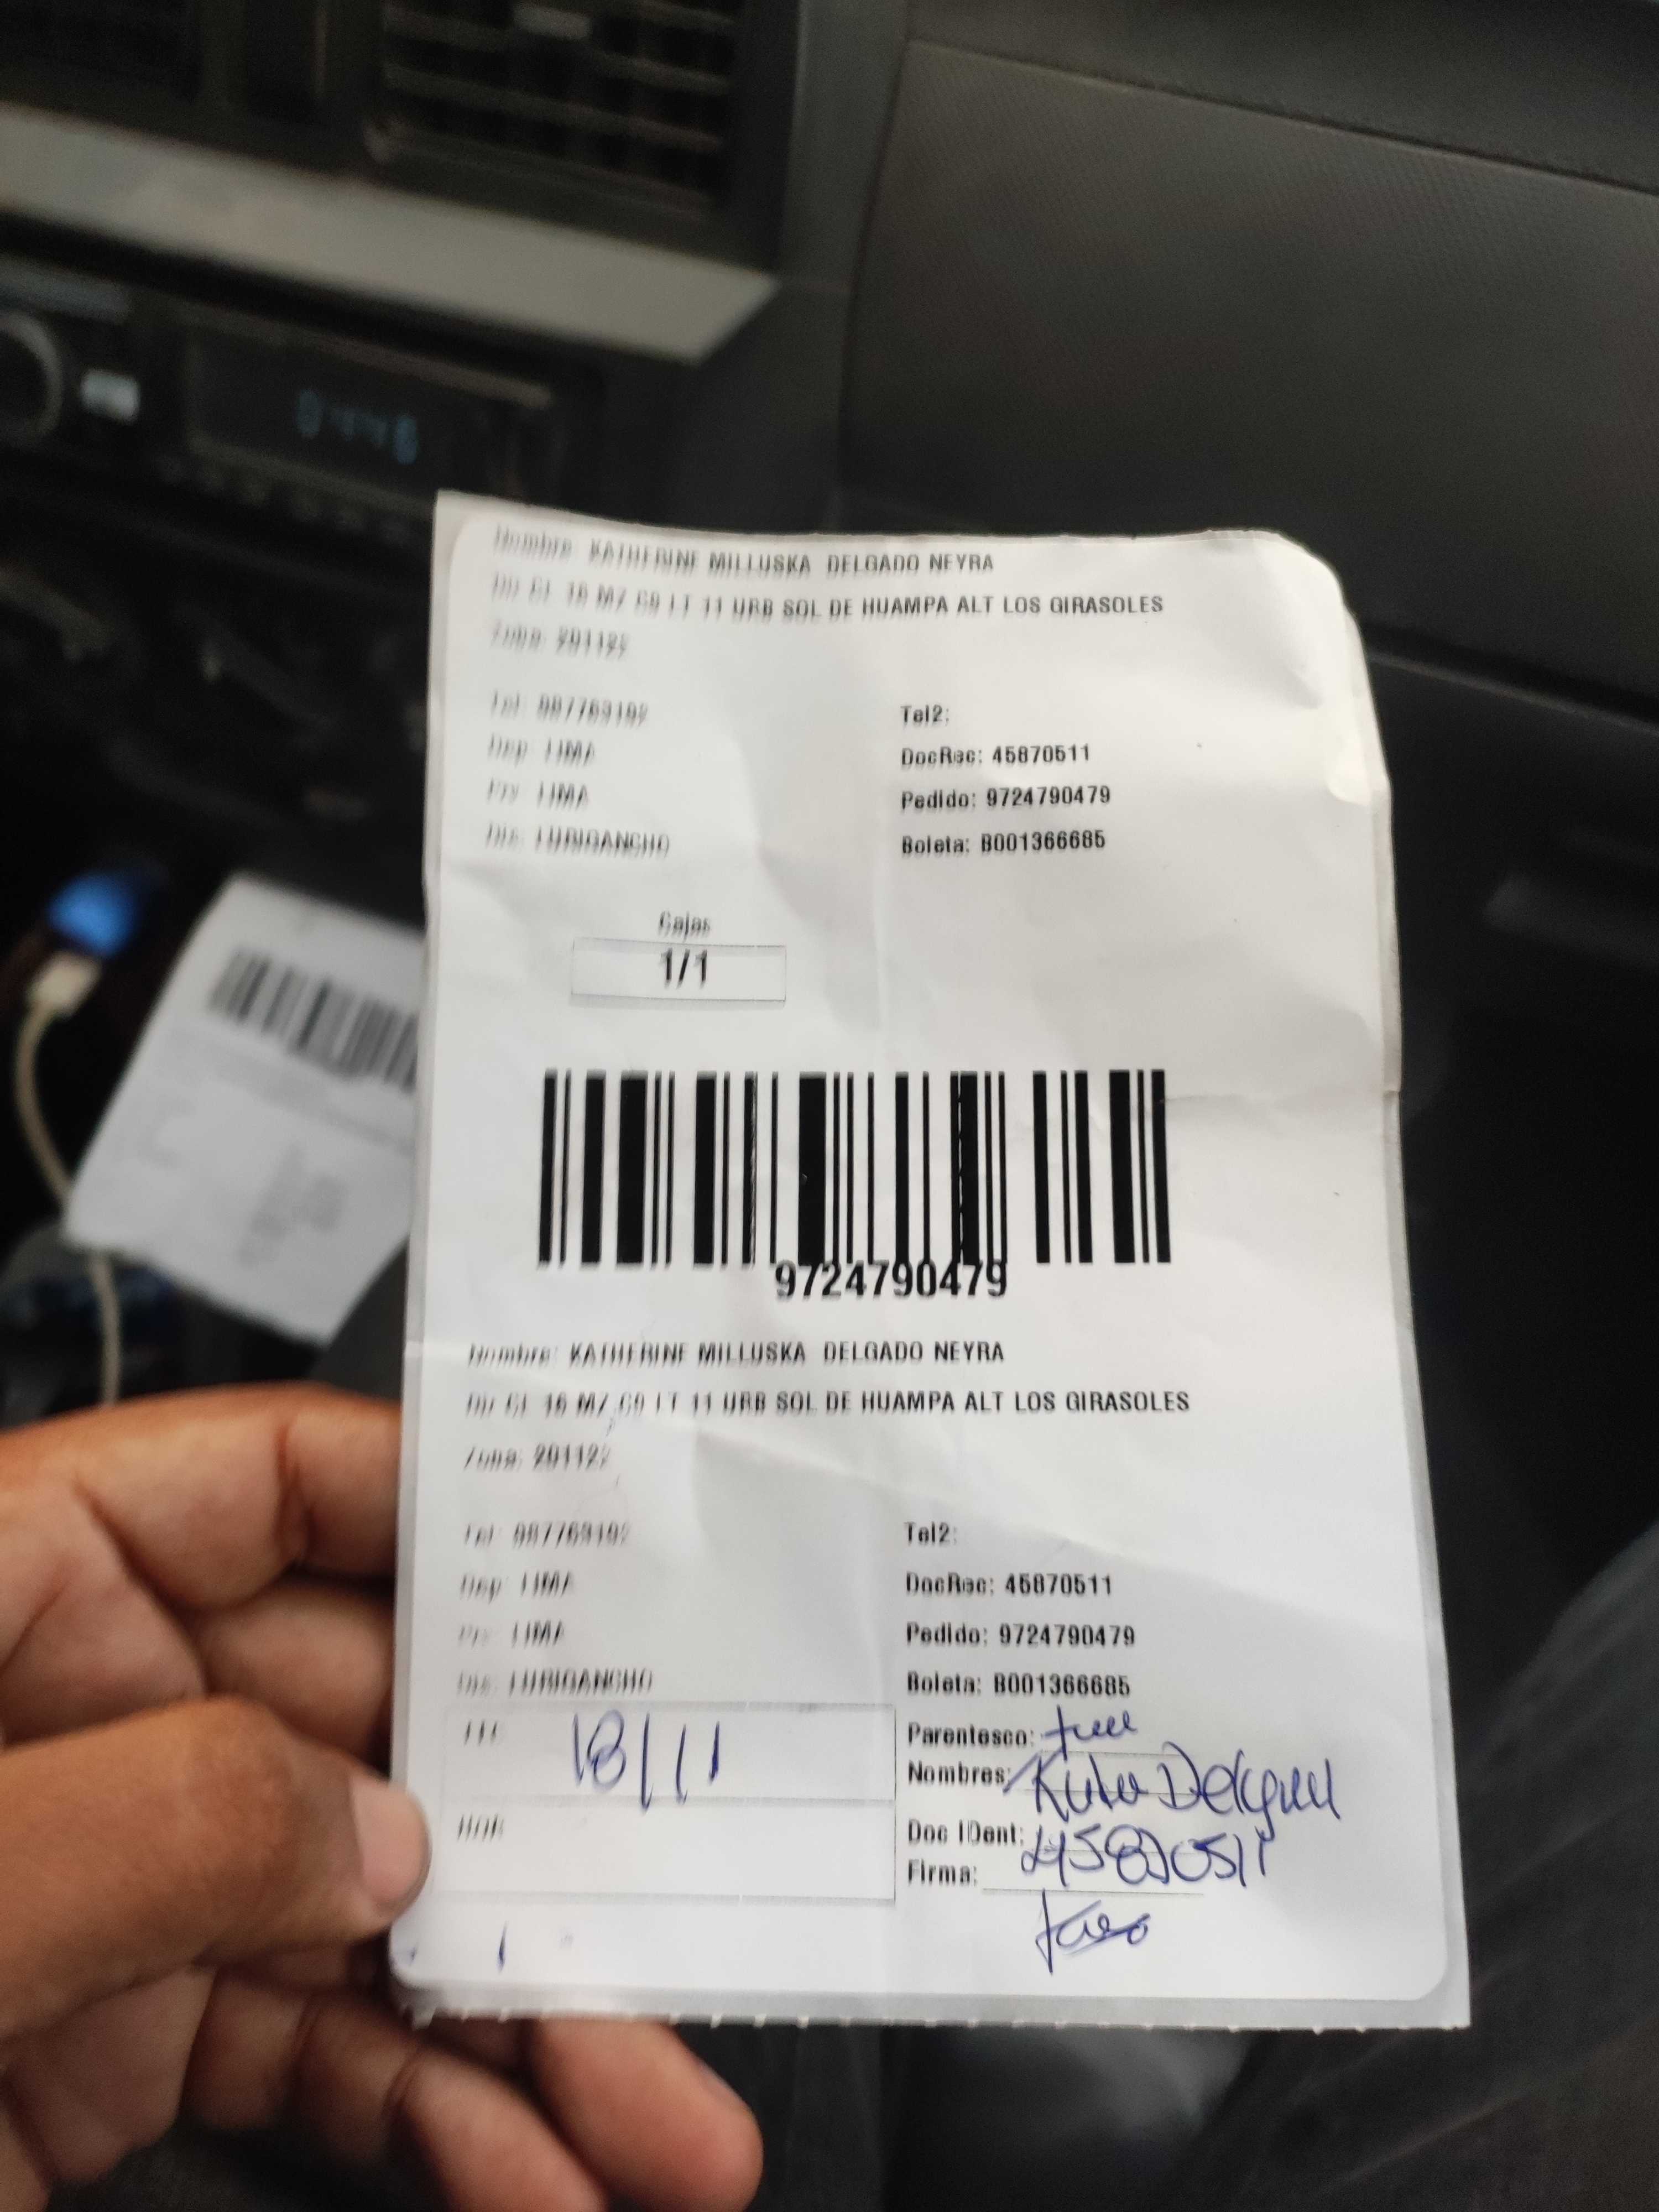 Nombre: KATHERINE MILLUSKA DELGADO NEYRA
Dir CL 16 MZ C9 LT 11 URB SOL DE HUAMPA ALT LOS GIRASOLES
Zona: 201122
Tel: 987763192 Tel2:
Dep: LIMA DocRec: 45870511
Prv: LIMA Pedido: 9724790479
Dis: LURIGANCHO Boleta: B001366685
Cajas
1/1
9724790479
Nombre: KATHERINE MILLUSKA DELGADO NEYRA
Dir CL 16 MZ C9 LT 11 URB SOL DE HUAMPA ALT LOS GIRASOLES
Zona: 201122
Tel: 987763192 Tel2:
Dep: LIMA DocRec: 45870511
Prv: LIMA Pedido: 9724790479
Dis: LURIGANCHO Boleta: B001366685
18/11 Parentesco:
Nombres:
Doc IDent: 45870511
Firma: